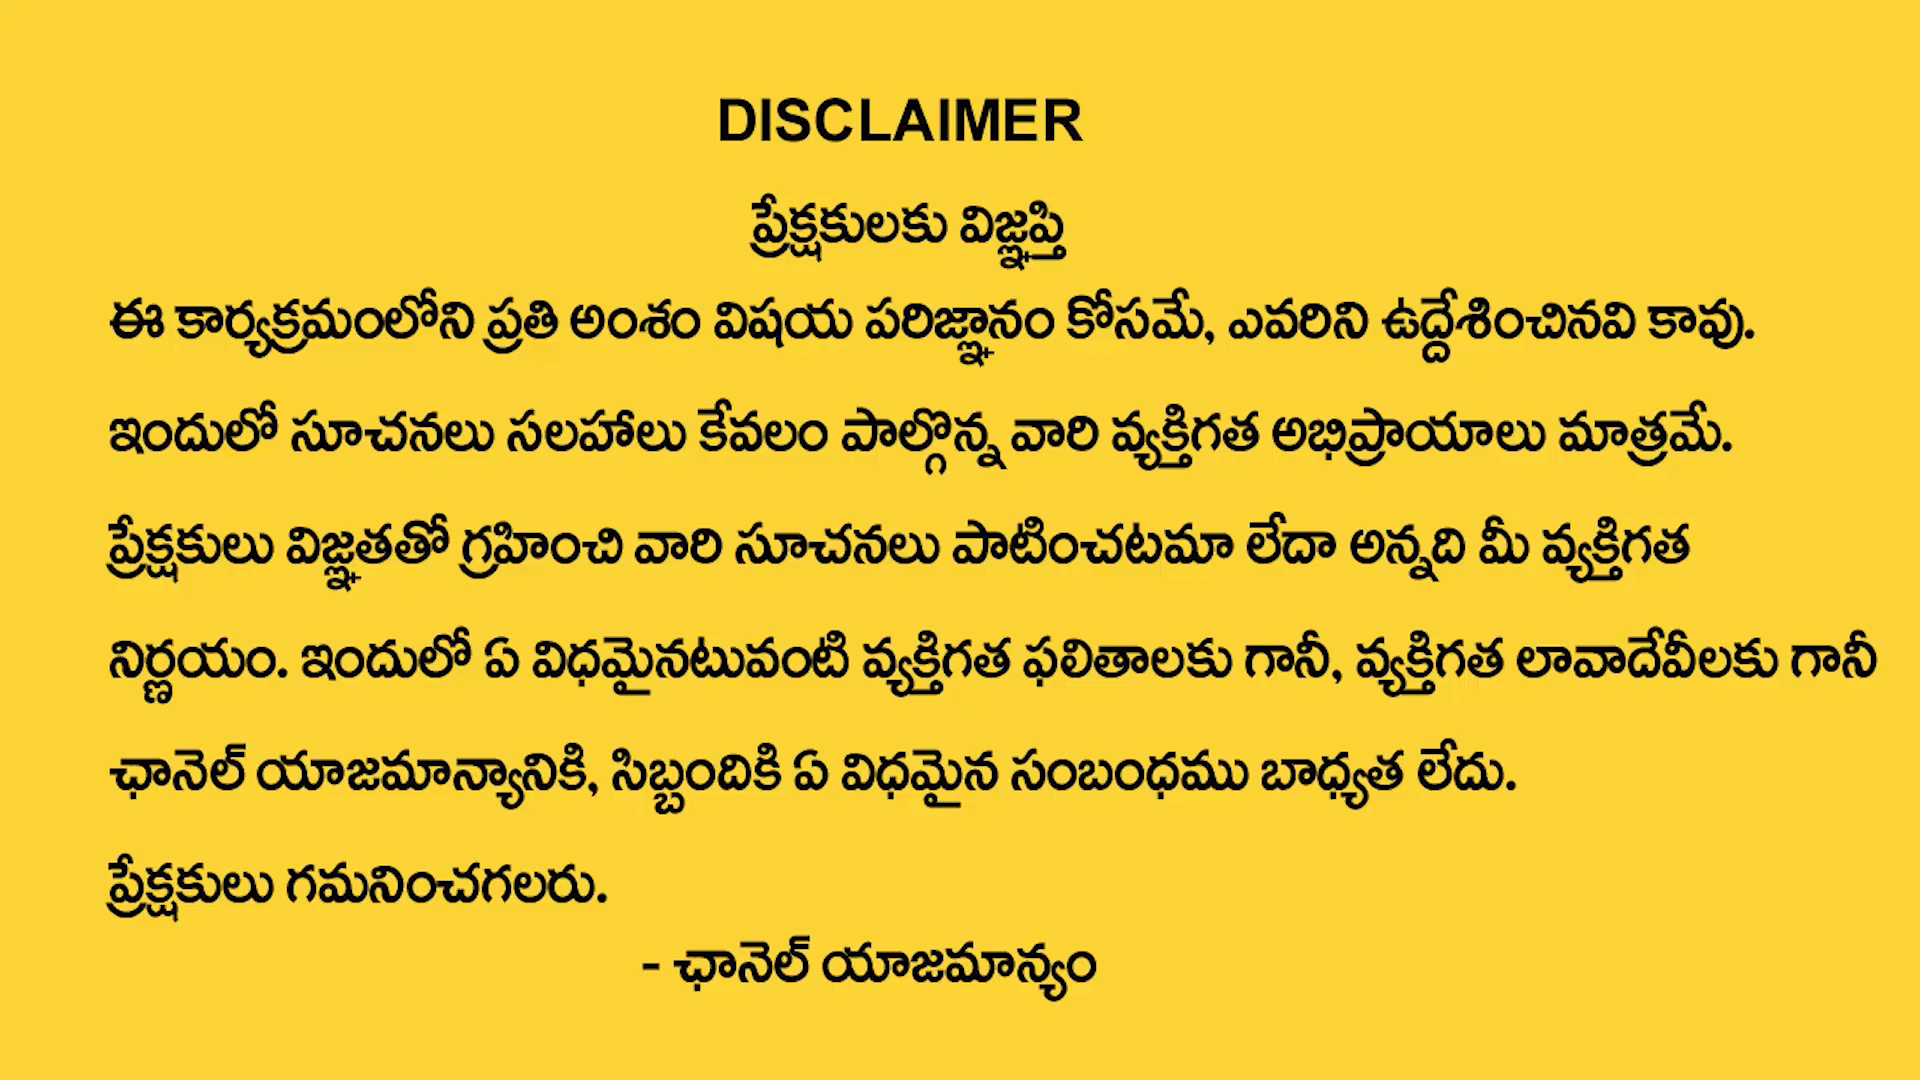 DISCLAIMER
ప్రేక్షకులకు విజ్ఞప్తి
ఈ కార్యక్రమంలోని ప్రతి అంశం విషయ పరిజ్ఞానం కోసమే, ఎవరిని ఉద్దేశించినవి కావు.
ఇందులో సూచనలు సలహాలు కేవలం పాల్గొన్న వారి వ్యక్తిగత అభిప్రాయాలు మాత్రమే.
ప్రేక్షకులు విజ్ఞతతో గ్రహించి వారి సూచనలు పాటించటమా లేదా అన్నది మీ వ్యక్తిగత
నిర్ణయం. ఇందులో ఏ విధమైనటువంటి వ్యక్తిగత ఫలితాలకు గానీ, వ్యక్తిగత లావాదేవీలకు గానీ
ఛానెల్ యాజమాన్యానికి, సిబ్బందికి ఏ విధమైన సంబంధము బాధ్యత లేదు.
ప్రేక్షకులు గమనించగలరు.
- ఛానెల్ యాజమాన్యం